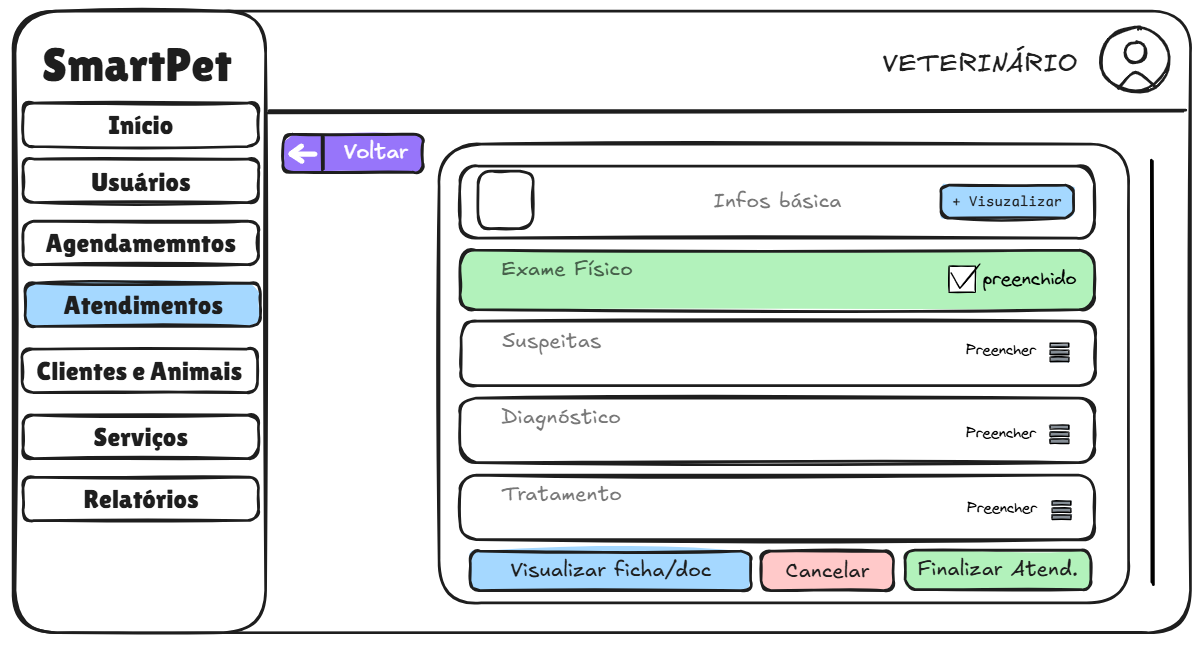 SmartPet
VETERINÁRIO
Início
Usuários
Agendamemntos
Atendimentos
Clientes e Animais
Serviços
Relatórios
Voltar
Infos básica
+ Visuzalizar
Exame Físico
preenchido
Suspeitas
Preencher
Diagnóstico
Preencher
Tratamento
Preencher
Visualizar ficha/doc
Cancelar
Finalizar Atend.